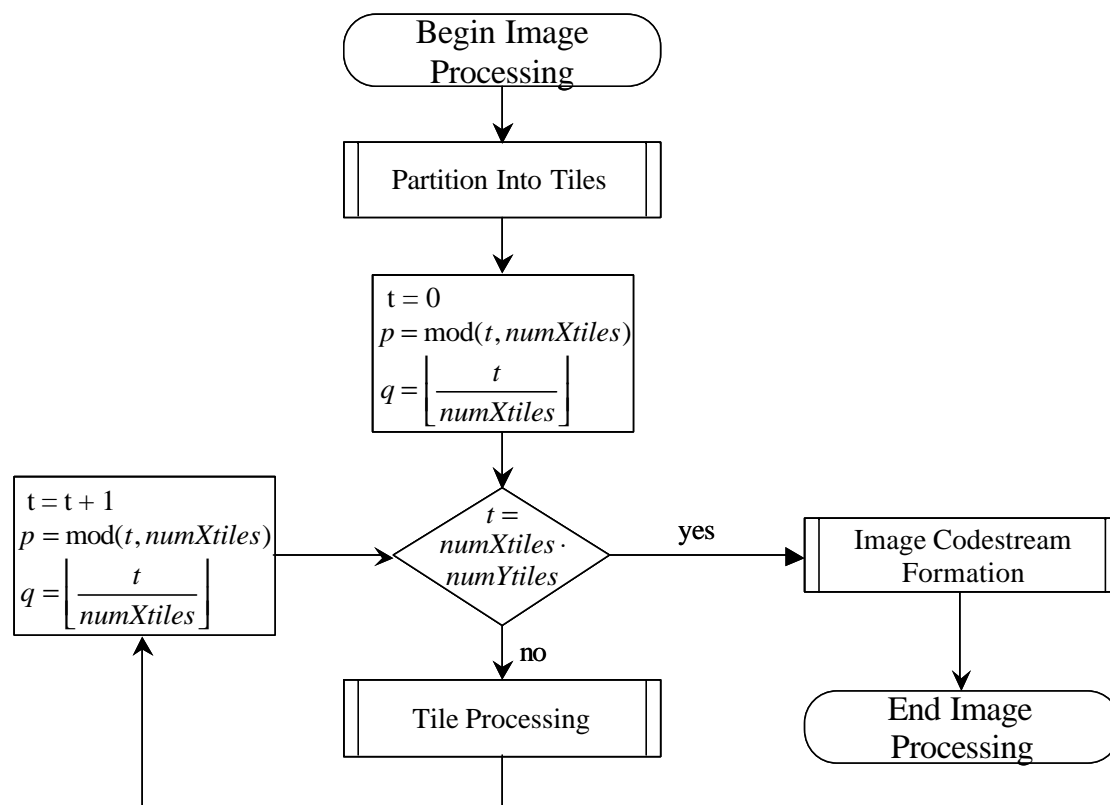 Begin Image
Processing
Partition Into Tiles
t = 0
p = mod(t, numXtiles)
q = ⌊t / numXtiles⌋
t = t + 1
p = mod(t, numXtiles)
q = ⌊t / numXtiles⌋
t =
numXtiles ·
numYtiles
yes
Image Codestream
Formation
no
Tile Processing
End Image
Processing